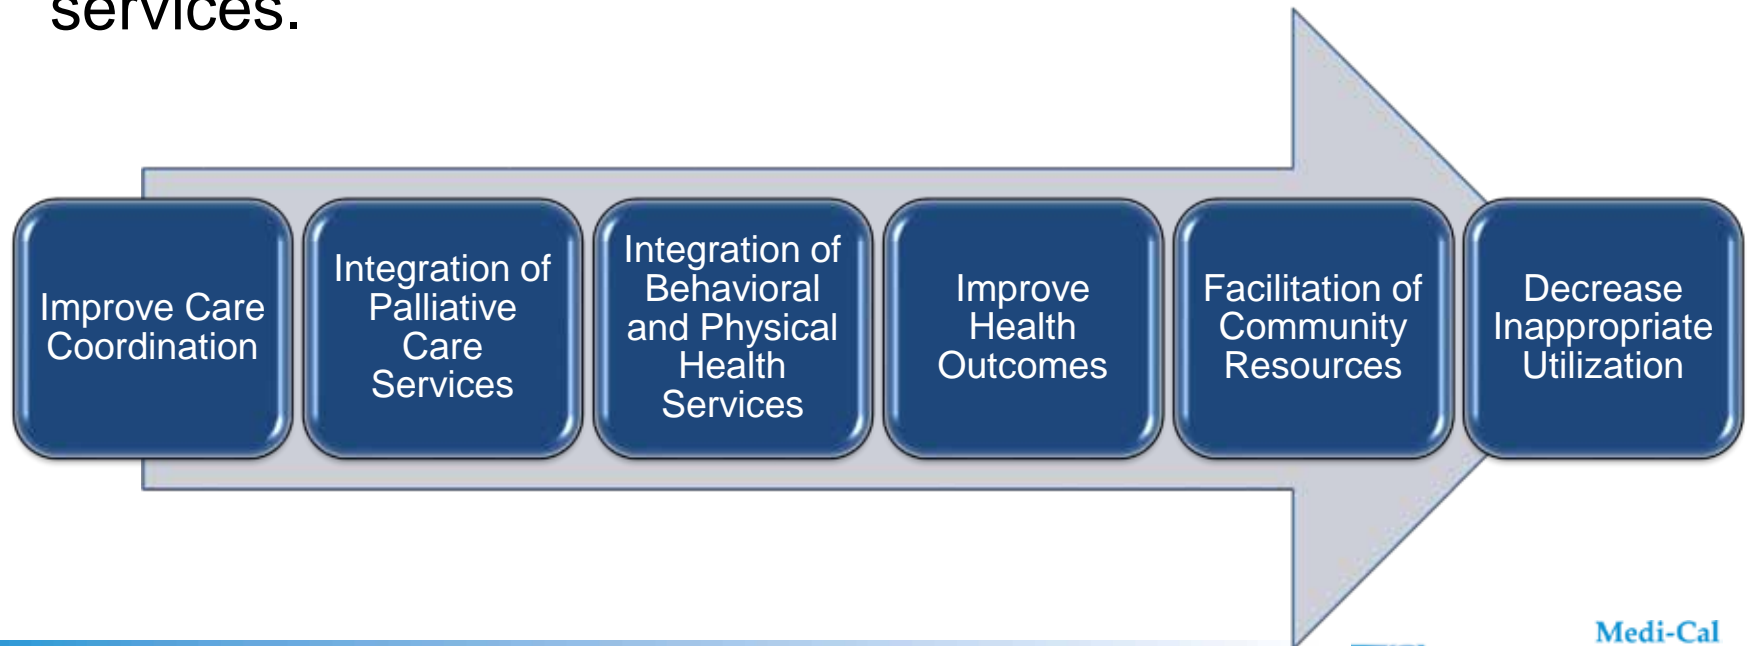 services.
Improve Care
Coordination
Integration of
Palliative
Care
Services
Integration of
Behavioral
and Physical
Health
Services
Improve
Health
Outcomes
Facilitation of
Community
Resources
Decrease
Inappropriate
Utilization
Medi-Cal